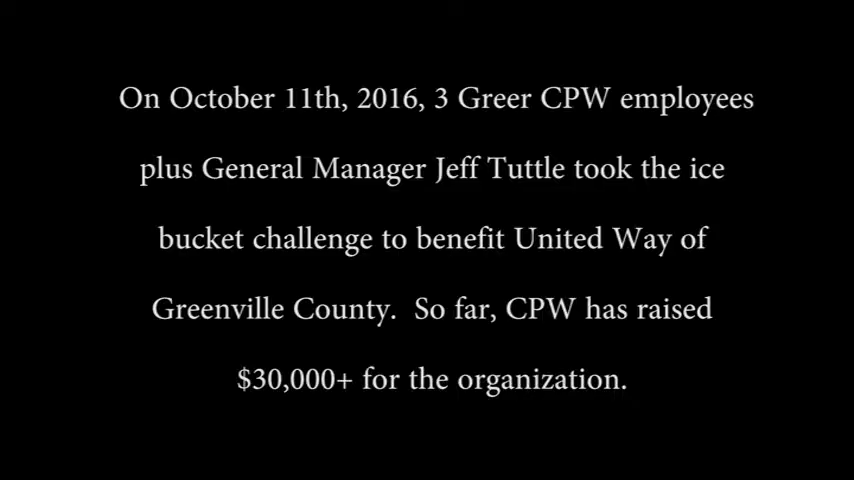 On October 11th, 2016, 3 Greer CPW employees
plus General Manager Jeff Tuttle took the ice
bucket challenge to benefit United Way of
Greenville County.  So far, CPW has raised
$30,000+ for the organization.